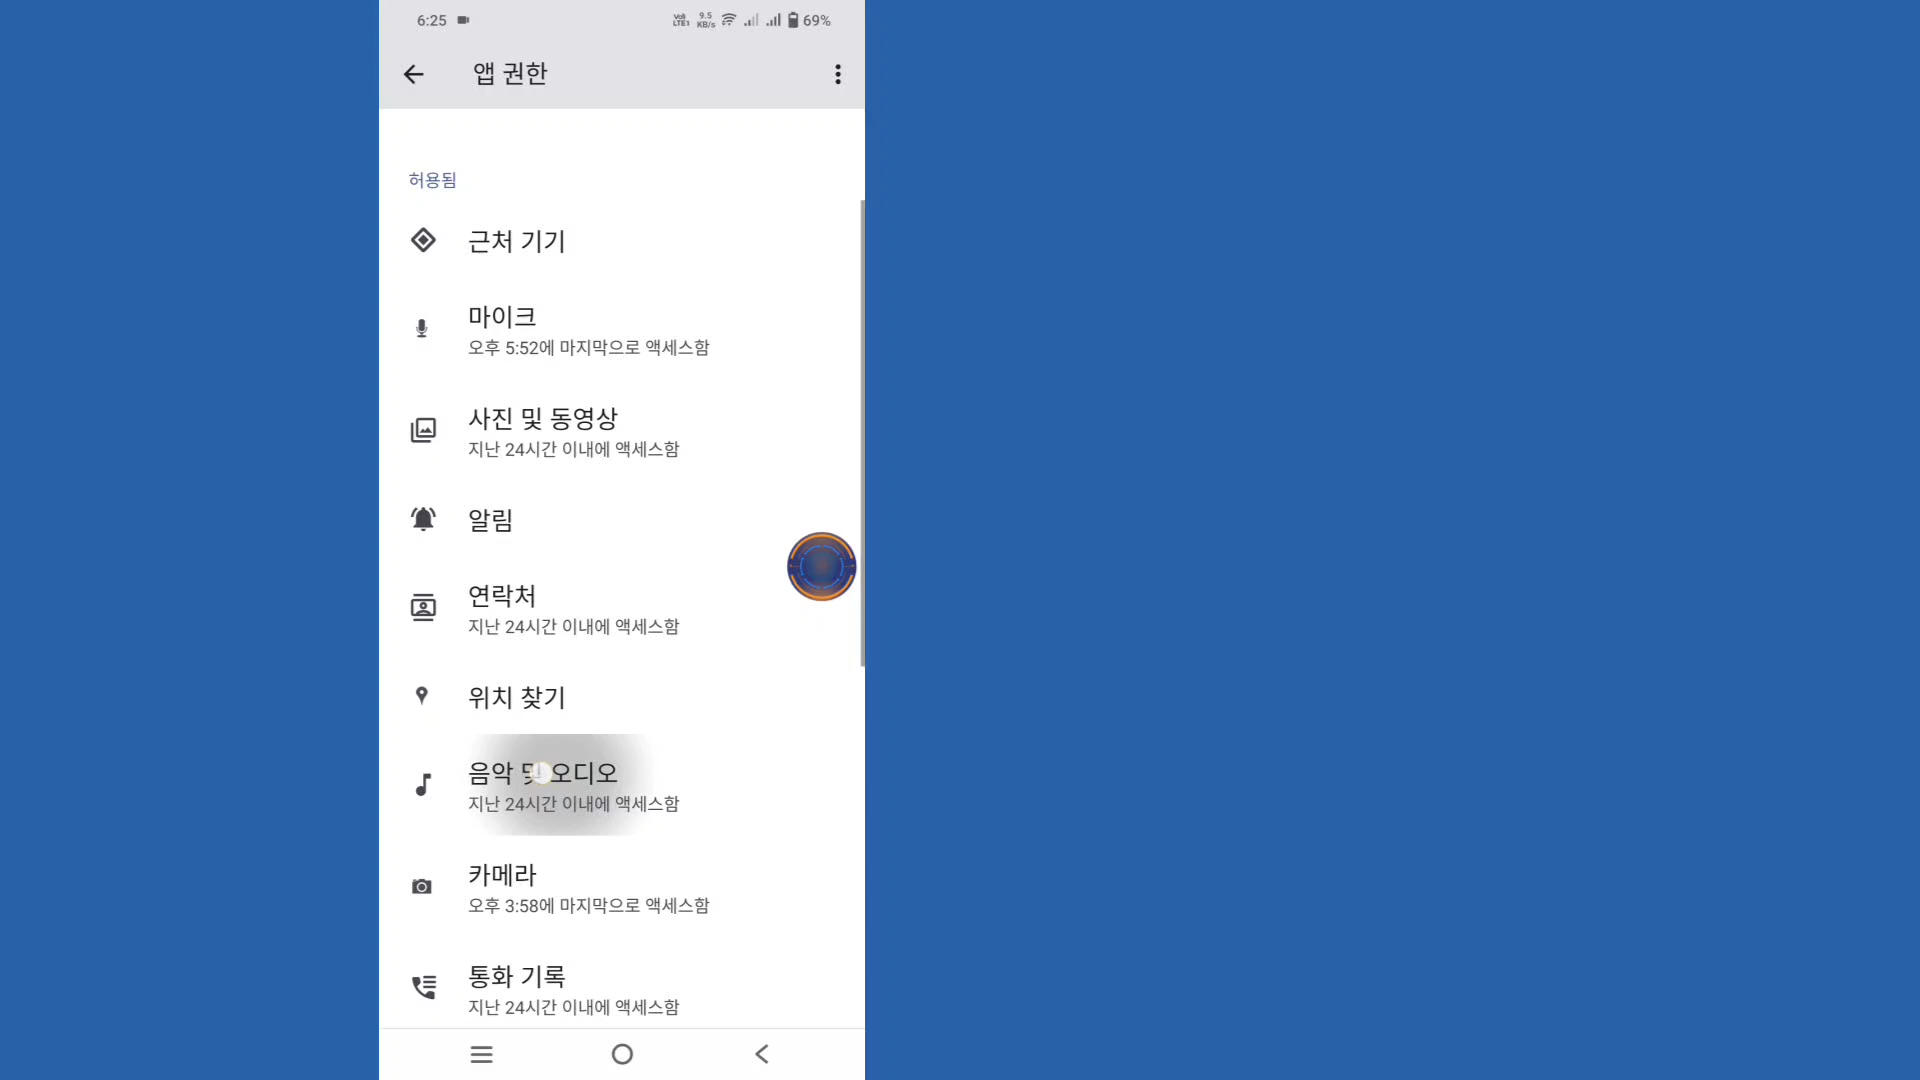 6:25
VoB LTE1 9.5 KB/s 69%
앱 권한
허용됨
근처 기기
마이크
오후 5:52에 마지막으로 액세스함
사진 및 동영상
지난 24시간 이내에 액세스함
알림
연락처
지난 24시간 이내에 액세스함
위치 찾기
음악 및 오디오
지난 24시간 이내에 액세스함
카메라
오후 3:58에 마지막으로 액세스함
통화 기록
지난 24시간 이내에 액세스함